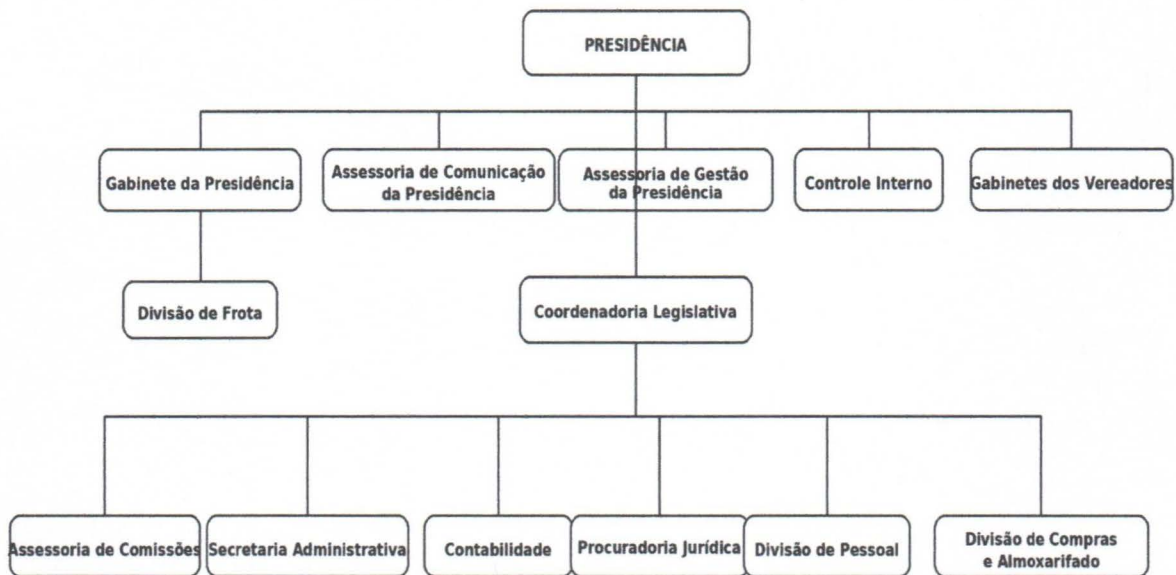 PRESIDÊNCIA
Gabinete da Presidência
Assessoria de Comunicação
da Presidência
Assessoria de Gestão
da Presidência
Controle Interno
Gabinetes dos Vereadores
Divisão de Frota
Coordenadoria Legislativa
Assessoria de Comissões
Secretaria Administrativa
Contabilidade
Procuradoria Jurídica
Divisão de Pessoal
Divisão de Compras
e Almoxarifado